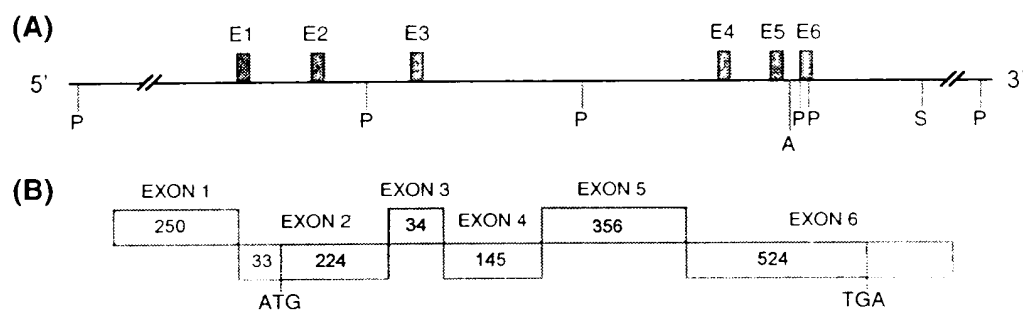 (A)
E1 E2 E3 E4 E5 E6
5' 3'
P P P PP S P
A
(B)
EXON 1 EXON 2 EXON 3 EXON 4 EXON 5 EXON 6
250 33 224 34 145 356 524
ATG TGA